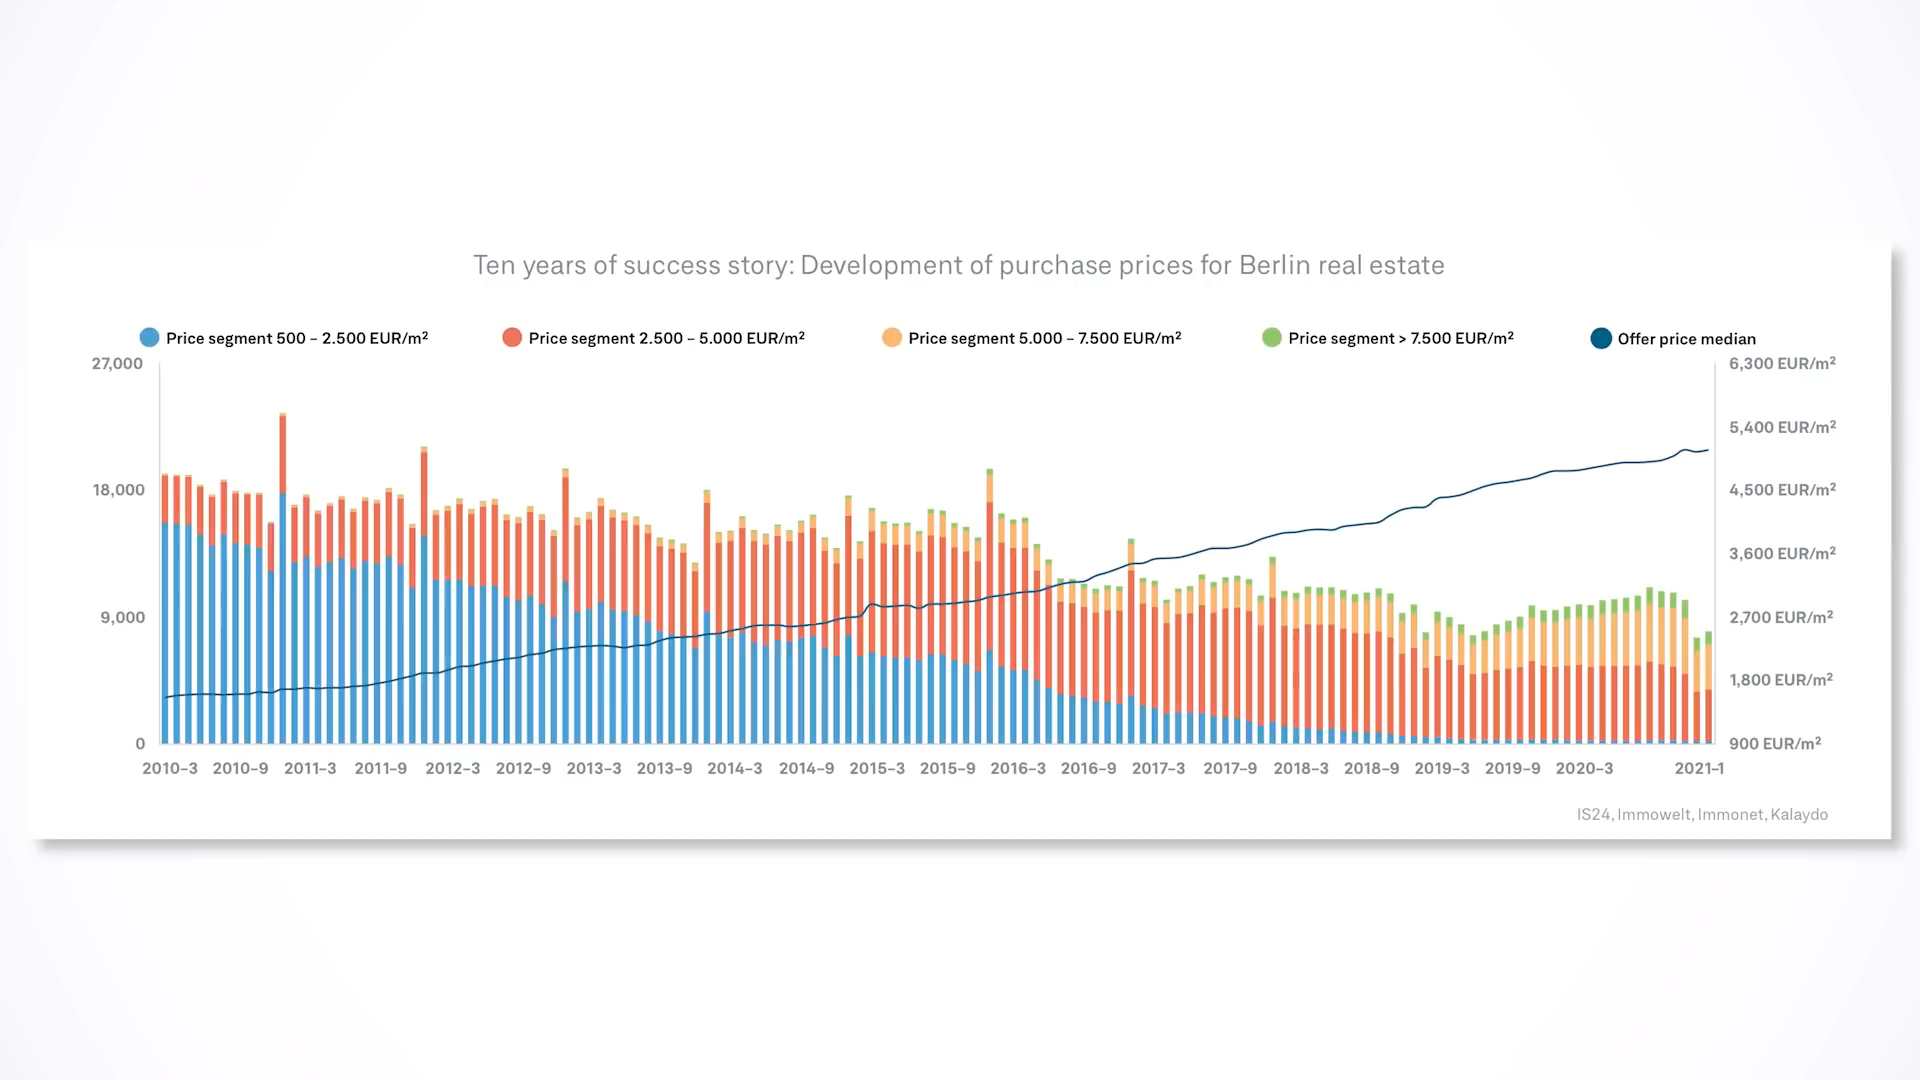 Ten years of success story: Development of purchase prices for Berlin real estate
Price segment 500 – 2.500 EUR/m²
Price segment 2.500 – 5.000 EUR/m²
Price segment 5.000 – 7.500 EUR/m²
Price segment > 7.500 EUR/m²
Offer price median
27,000
18,000
9,000
0
6,300 EUR/m²
5,400 EUR/m²
4,500 EUR/m²
3,600 EUR/m²
2,700 EUR/m²
1,800 EUR/m²
900 EUR/m²
2010–3 2010–9 2011–3 2011–9 2012–3 2012–9 2013–3 2013–9 2014–3 2014–9 2015–3 2015–9 2016–3 2016–9 2017–3 2017–9 2018–3 2018–9 2019–3 2019–9 2020–3 2021–1
IS24, Immowelt, Immonet, Kalaydo